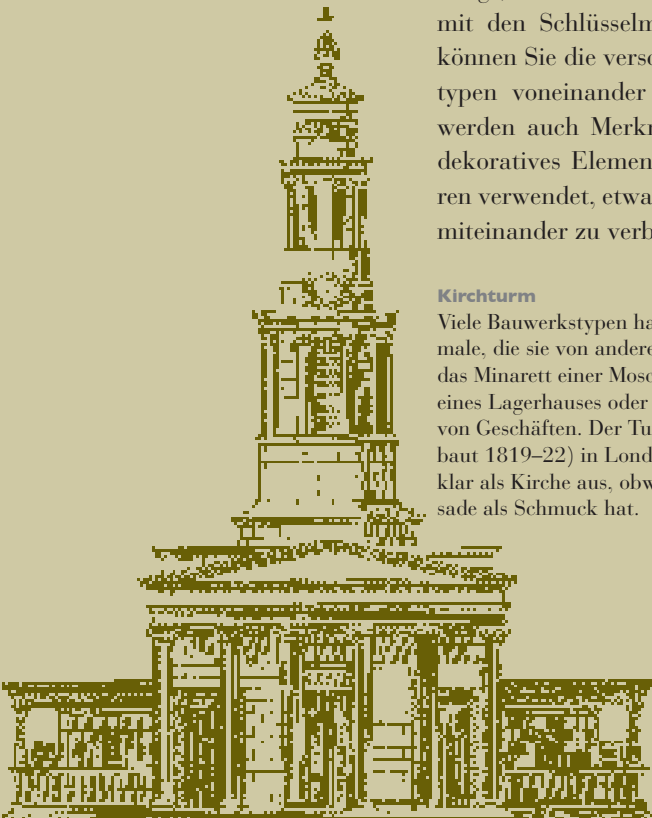 mit den Schlüsselm
können Sie die verso
typen voneinander
werden auch Merkr
dekoratives Elemen
ren verwendet, etwa
miteinander zu verb
Kirchturm
Viele Bauwerkstypen ha
male, die sie von andere
das Minarett einer Mosc
eines Lagerhauses oder
von Geschäften. Der Tu
baut 1819–22) in Lond
klar als Kirche aus, obw
sade als Schmuck hat.